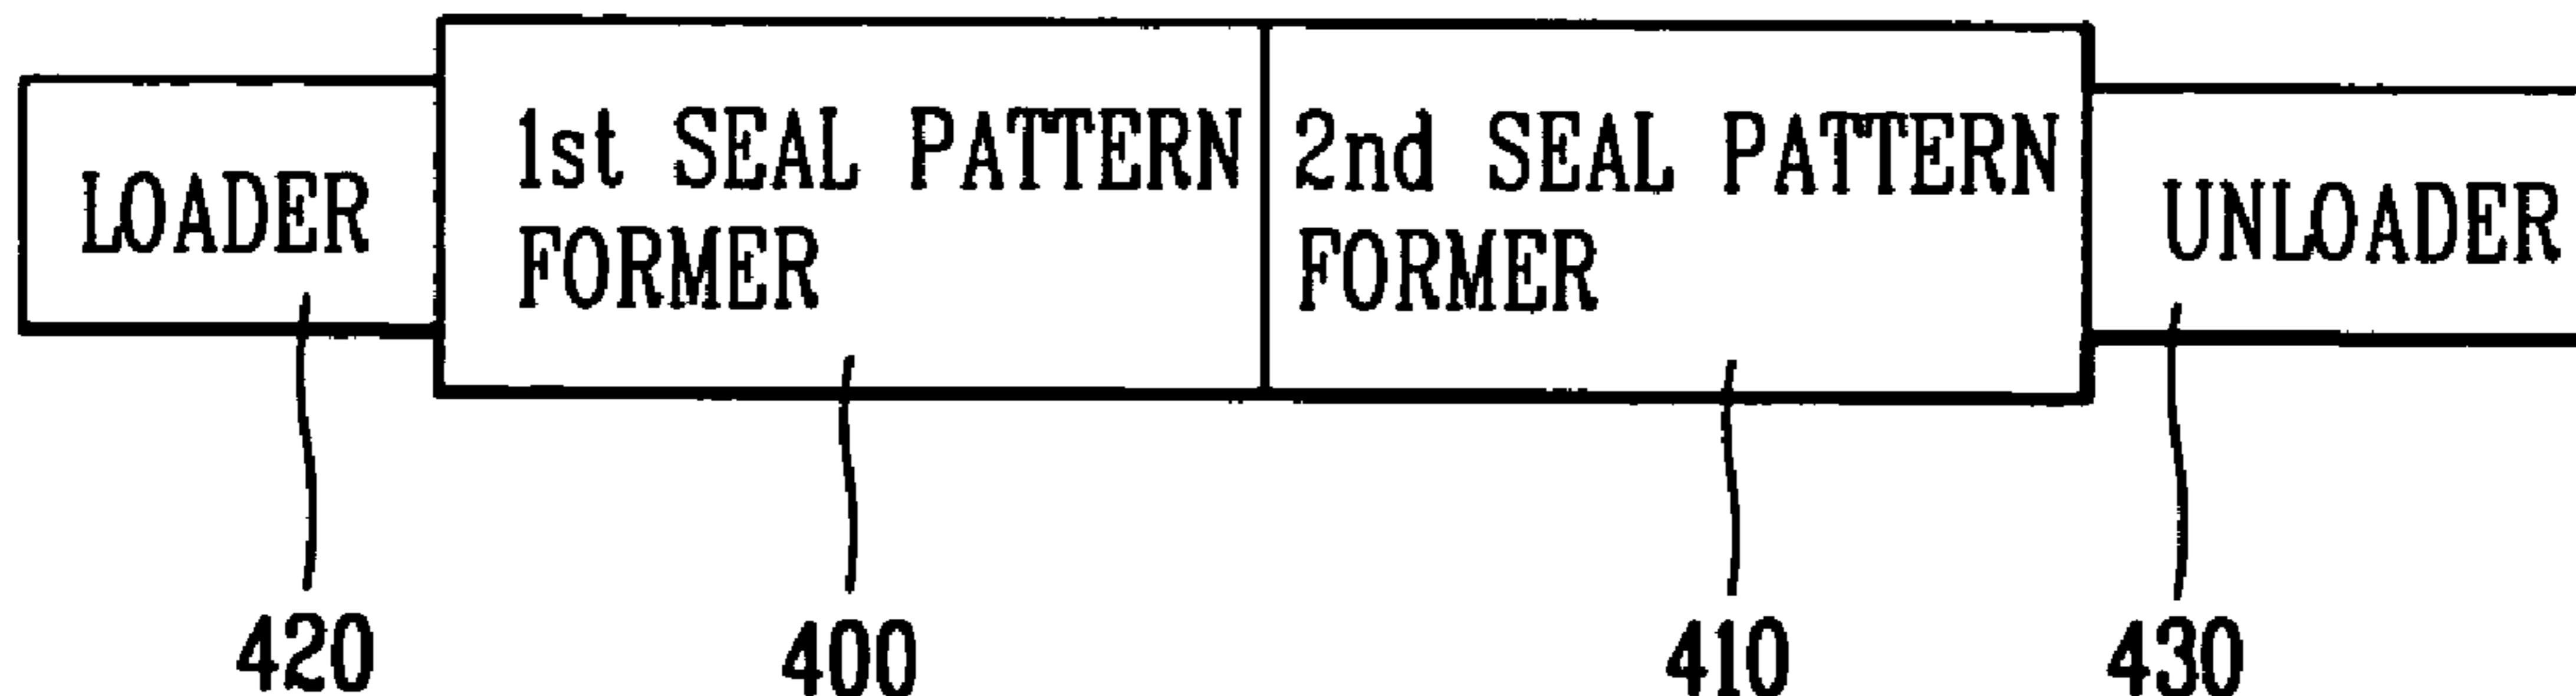 LOADER
1st SEAL PATTERN
FORMER
2nd SEAL PATTERN
FORMER
UNLOADER
420
400
410
430